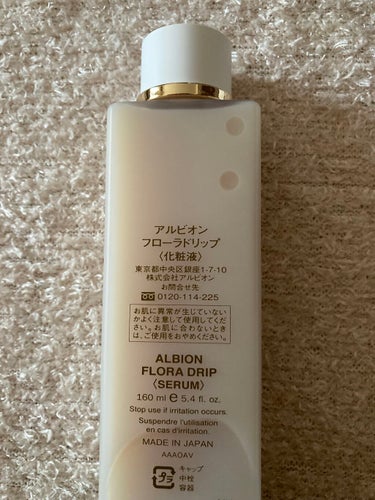 アルビオン
フローラドリップ
〈化粧液〉
東京都中央区銀座1-7-10
株式会社アルビオン
お問合せ先
0120-114-225
お肌に異常が生じていない
かよく注意して使用してくだ
さい。お肌に合わないとき
は、ご使用をおやめください。
ALBION
FLORA DRIP
〈SERUM〉
160 ml ℮ 5.4 fl. oz.
Stop use if irritation occurs.
Suspendre l'utilisation
en cas d'irritation.
MADE IN JAPAN
AAA0AV
プラ
キャップ
中栓
容器